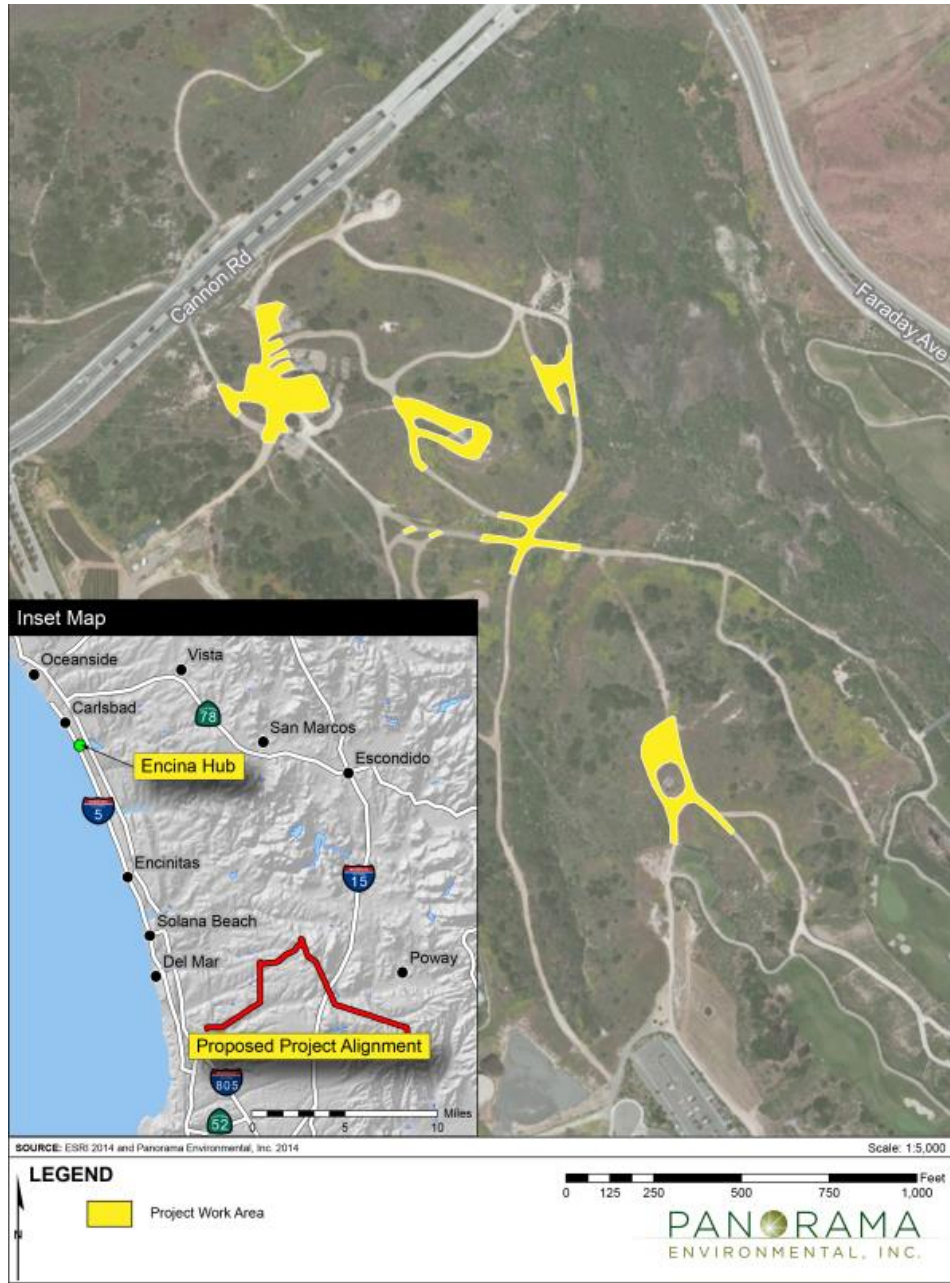 Cannon Rd
Faraday Ave
Inset Map
Oceanside
Vista
Carlsbad
78
San Marcos
Escondido
Encina Hub
5
Encinitas
15
Solana Beach
Del Mar
Poway
Proposed Project Alignment
805
52
Miles
0 5 10
SOURCE: ESRI 2014 and Panorama Environmental, Inc. 2014
Scale: 1:5,000
LEGEND
Project Work Area
N
Feet
0 125 250 500 750 1,000
PANORAMA
ENVIRONMENTAL, INC.